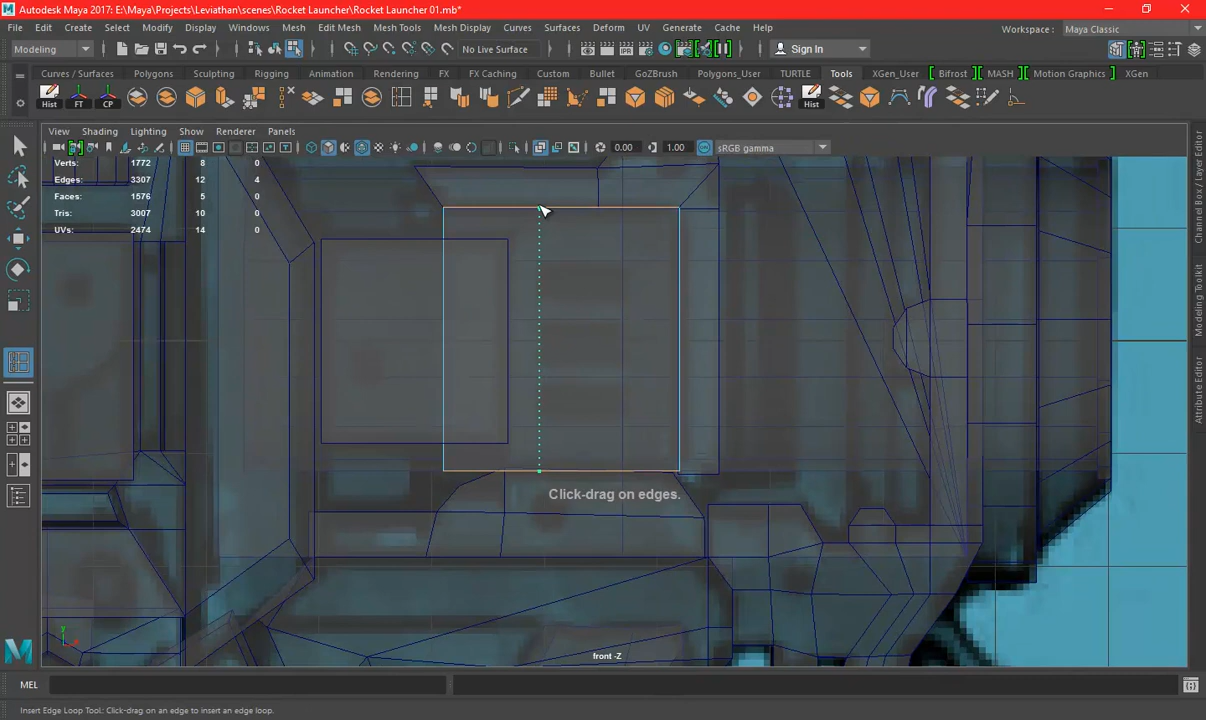 Autodesk Maya 2017: E:\Maya\Projects\Leviathan\scenes\Rocket Launcher\Rocket Launcher 01.mb*
File Edit Create Select Modify Display Windows Mesh Edit Mesh Mesh Tools Mesh Display Curves Surfaces Deform UV Generate Cache Help Workspace : Maya Classic
Modeling No Live Surface Sign In
Curves / Surfaces Polygons Sculpting Rigging Animation Rendering FX FX Caching Custom Bullet GoZBrush Polygons_User TURTLE Tools XGen_User Bifrost MASH Motion Graphics XGen
Hist FT CP Hist
View Shading Lighting Show Renderer Panels
0.00 1.00 sRGB gamma
Verts: 1772 8 0
Edges: 3307 12 4
Faces: 1576 5 0
Tris: 3007 10 0
UVs: 2474 14 0
Click-drag on edges.
y
front -Z
Channel Box / Layer Editor
Modeling Toolkit
Attribute Editor
MEL
Insert Edge Loop Tool: Click-drag on an edge to insert an edge loop.